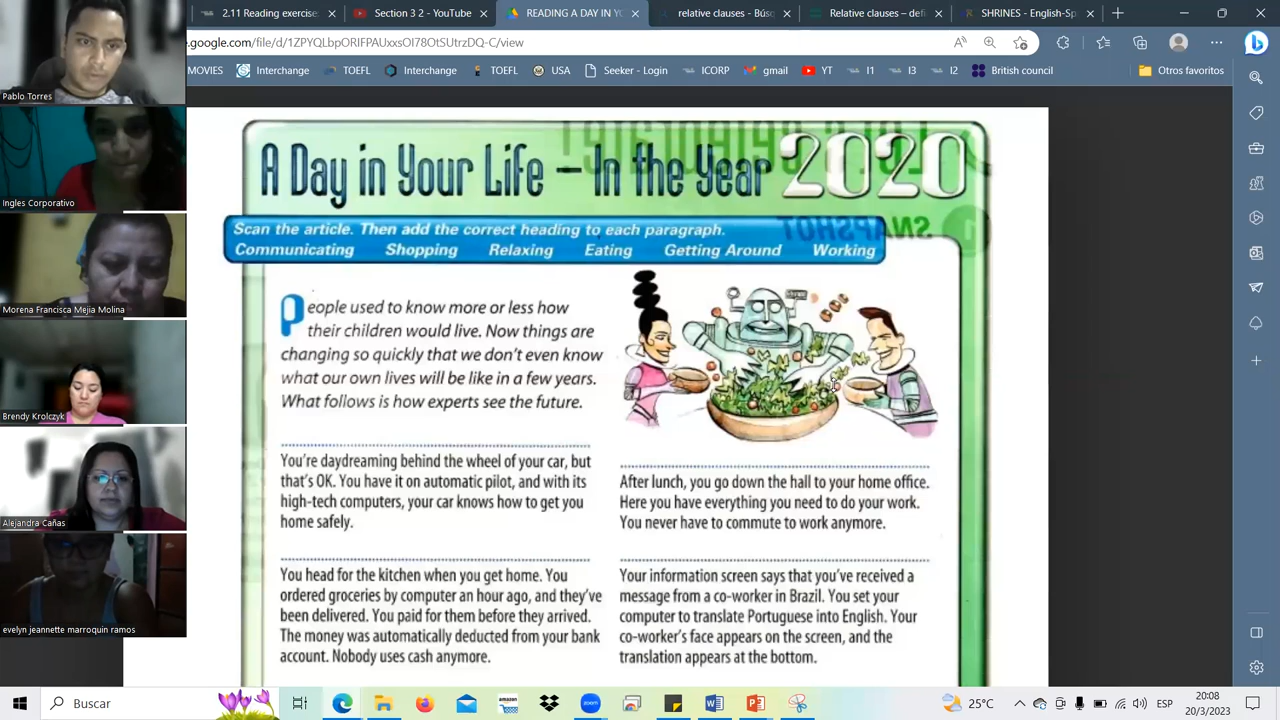 2.11 Reading exercise
Section 3 2 - YouTube
READING A DAY IN YO
relative clauses - Búsq
Relative clauses – defi
SHRINES - English-Sp
e.google.com/file/d/1ZPYQLbpORIFPAUxxsOI78OtSUtrzDQ-C/view
MOVIES
Interchange
TOEFL
Interchange
TOEFL
USA
Seeker - Login
ICORP
gmail
YT
I1
I3
I2
British council
Otros favoritos
Pablo Torres
Ingles Corporativo
Morena Francisca Mejia Molina
Brendy Krolczyk
Alejandra Cañas
evelyn jeannette marroquin ramos
A Day in Your Life – In the Year 2020
SNAPSHOT
Scan the article. Then add the correct heading to each paragraph.
Communicating Shopping Relaxing Eating Getting Around Working
People used to know more or less how
their children would live. Now things are
changing so quickly that we don't even know
what our own lives will be like in a few years.
What follows is how experts see the future.
You're daydreaming behind the wheel of your car, but
that's OK. You have it on automatic pilot, and with its
high-tech computers, your car knows how to get you
home safely.
You head for the kitchen when you get home. You
ordered groceries by computer an hour ago, and they've
been delivered. You paid for them before they arrived.
The money was automatically deducted from your bank
account. Nobody uses cash anymore.
After lunch, you go down the hall to your home office.
Here you have everything you need to do your work.
You never have to commute to work anymore.
Your information screen says that you've received a
message from a co-worker in Brazil. You set your
computer to translate Portuguese into English. Your
co-worker's face appears on the screen, and the
translation appears at the bottom.
Buscar
amazon
zoom
25°C
ESP
20:08
20/3/2023